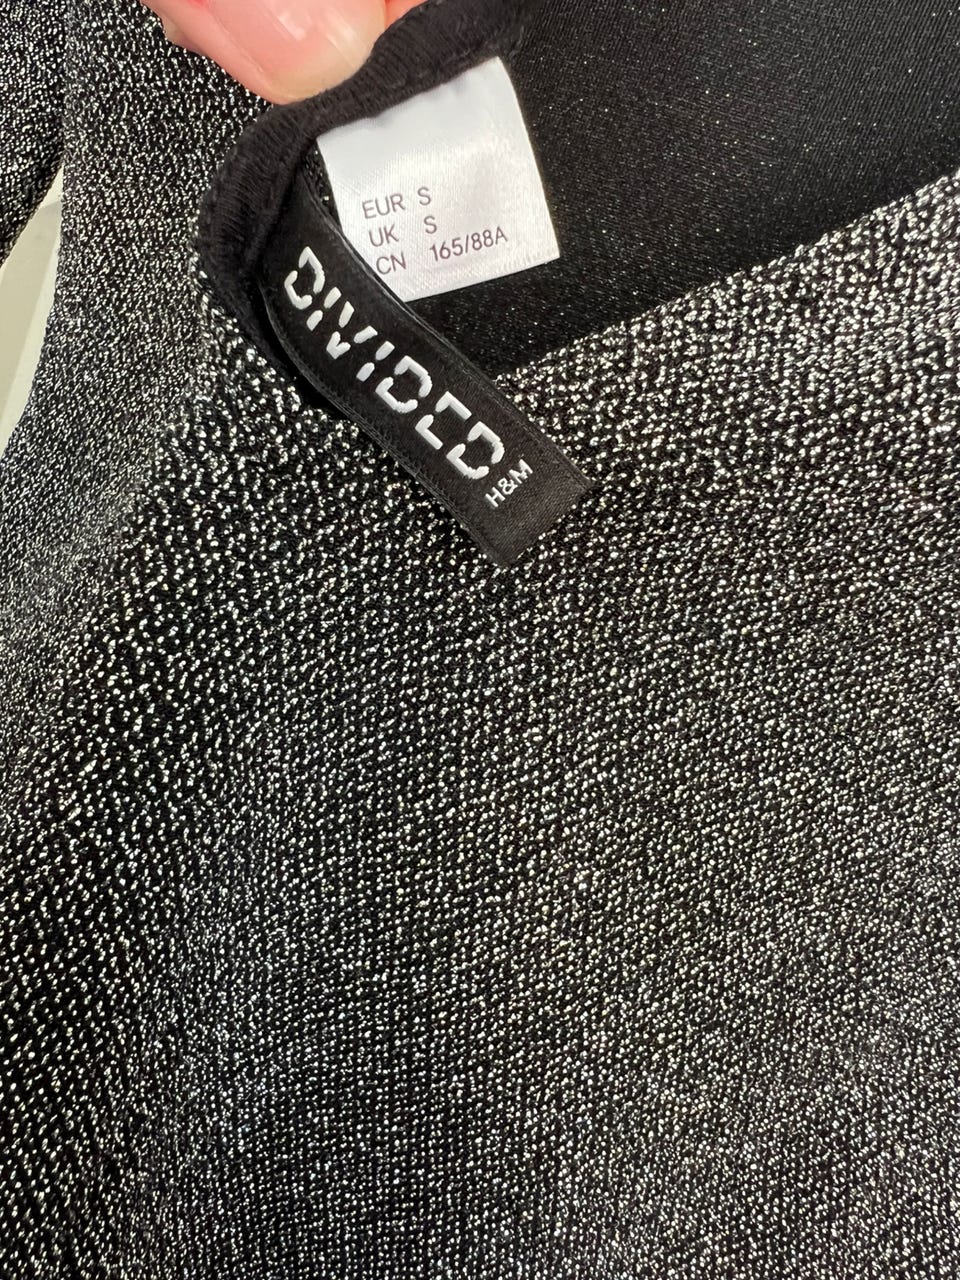 EUR S
UK S
CN 165/88A
DIVIDED
H&M